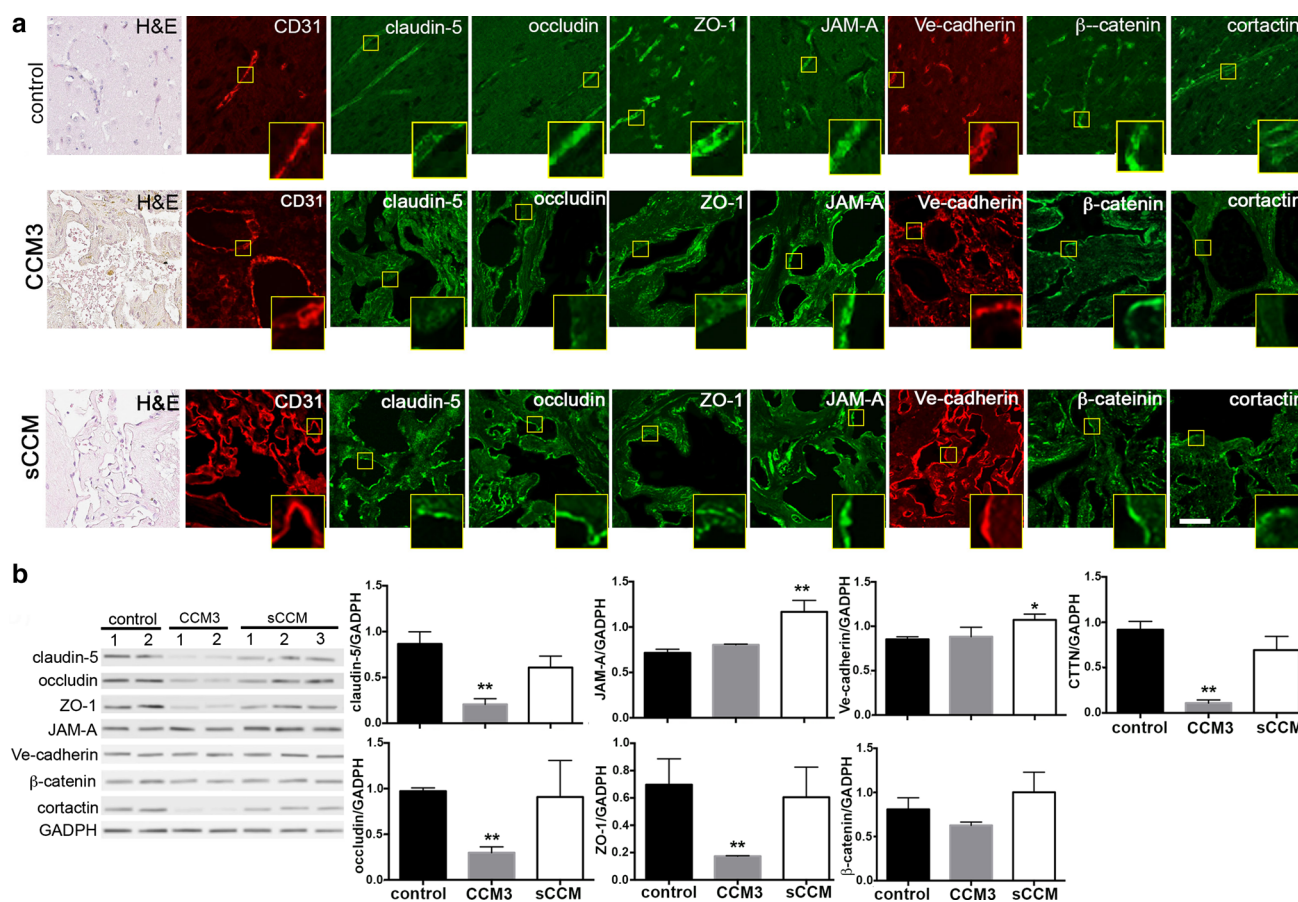 a
H&E CD31 claudin-5 occludin ZO-1 JAM-A Ve-cadherin β--catenin cortactin
control
H&E CD31 claudin-5 occludin ZO-1 JAM-A Ve-cadherin β-catenin cortactin
CCM3
H&E CD31 claudin-5 occludin ZO-1 JAM-A Ve-cadherin β-cateinin cortactin
sCCM
b
control CCM3 sCCM
1 2 1 2 1 2 3
claudin-5
occludin
ZO-1
JAM-A
Ve-cadherin
β-catenin
cortactin
GADPH
claudin-5/GADPH
1.5
1.0
0.5
0.0
**
JAM-A/GADPH
1.5
1.0
0.5
0.0
**
Ve-cadherin/GADPH
1.5
1.0
0.5
0.0
*
CTTN/GADPH
1.5
1.0
0.5
0.0
**
control CCM3 sCCM
occludin/GADPH
1.5
1.0
0.5
0.0
**
control CCM3 sCCM
ZO-1/GADPH
1.0
0.8
0.6
0.4
0.2
0.0
**
control CCM3 sCCM
β-catenin/GADPH
1.5
1.0
0.5
0.0
control CCM3 sCCM